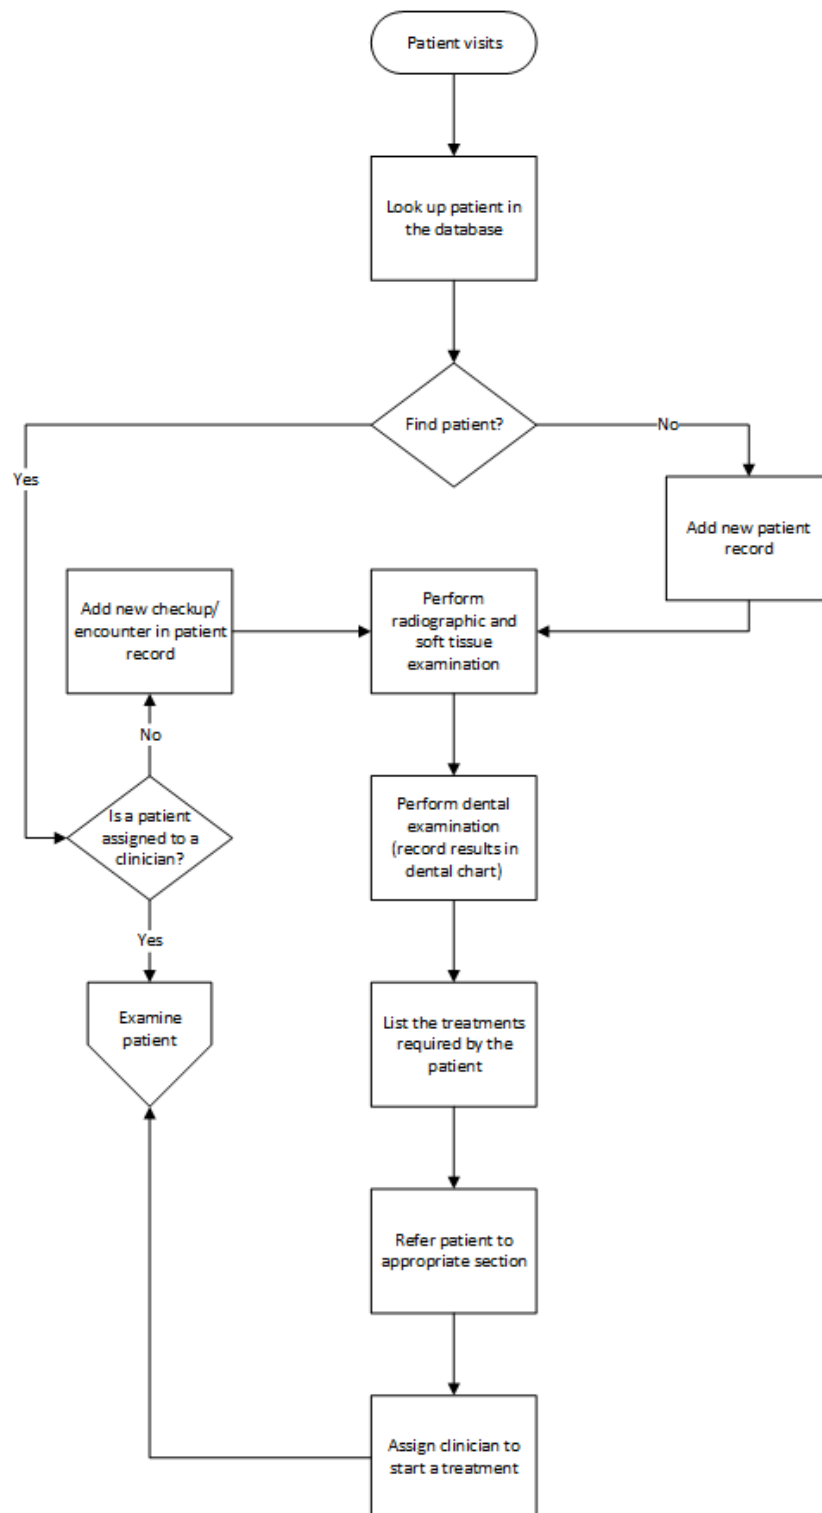 Patient visits
Look up patient in
the database
Find patient?
No
Yes
Add new patient
record
Add new checkup/
encounter in patient
record
Perform
radiographic and
soft tissue
examination
No
Is a patient
assigned to a
clinician?
Perform dental
examination
(record results in
dental chart)
Yes
Examine
patient
List the treatments
required by the
patient
Refer patient to
appropriate section
Assign clinician to
start a treatment